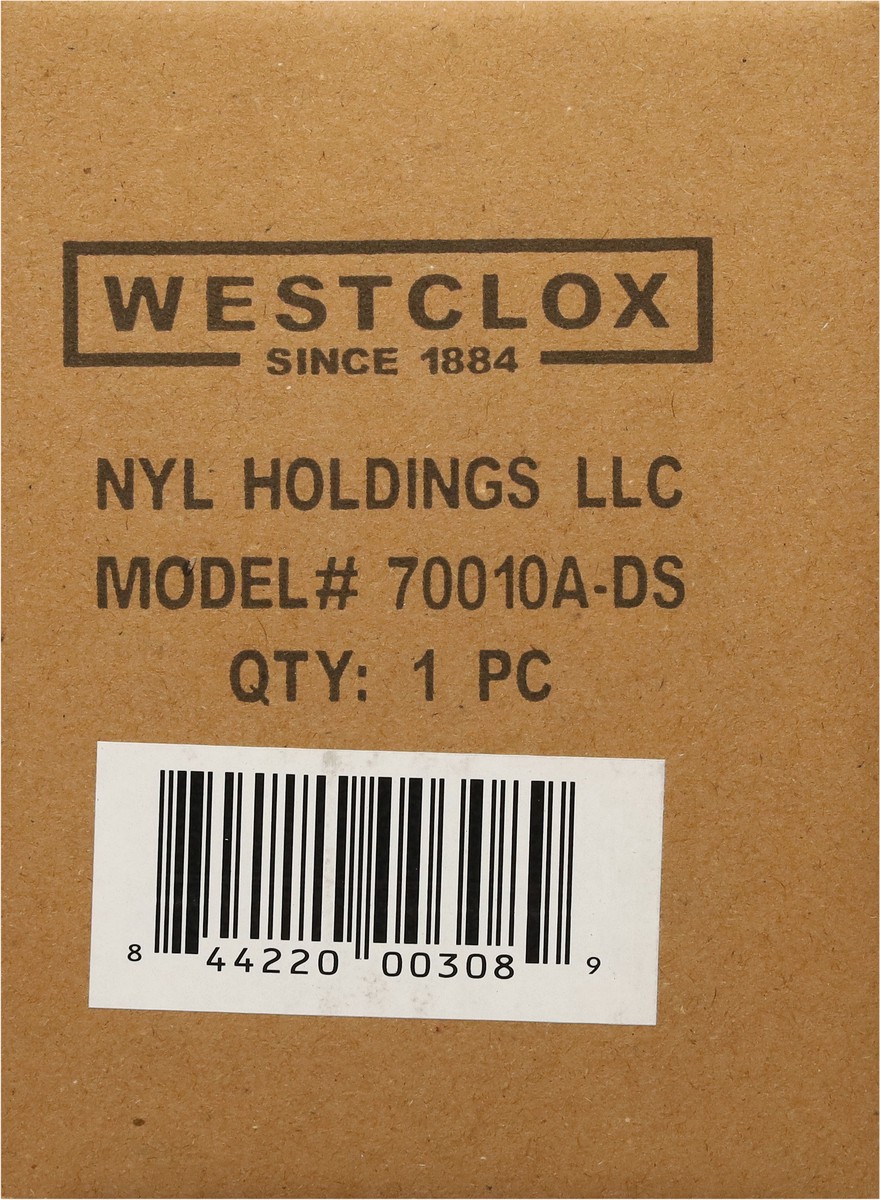 WESTCLOX
SINCE 1884
NYL HOLDINGS LLC
MODEL# 70010A-DS
QTY: 1 PC
8 44220 00308 9